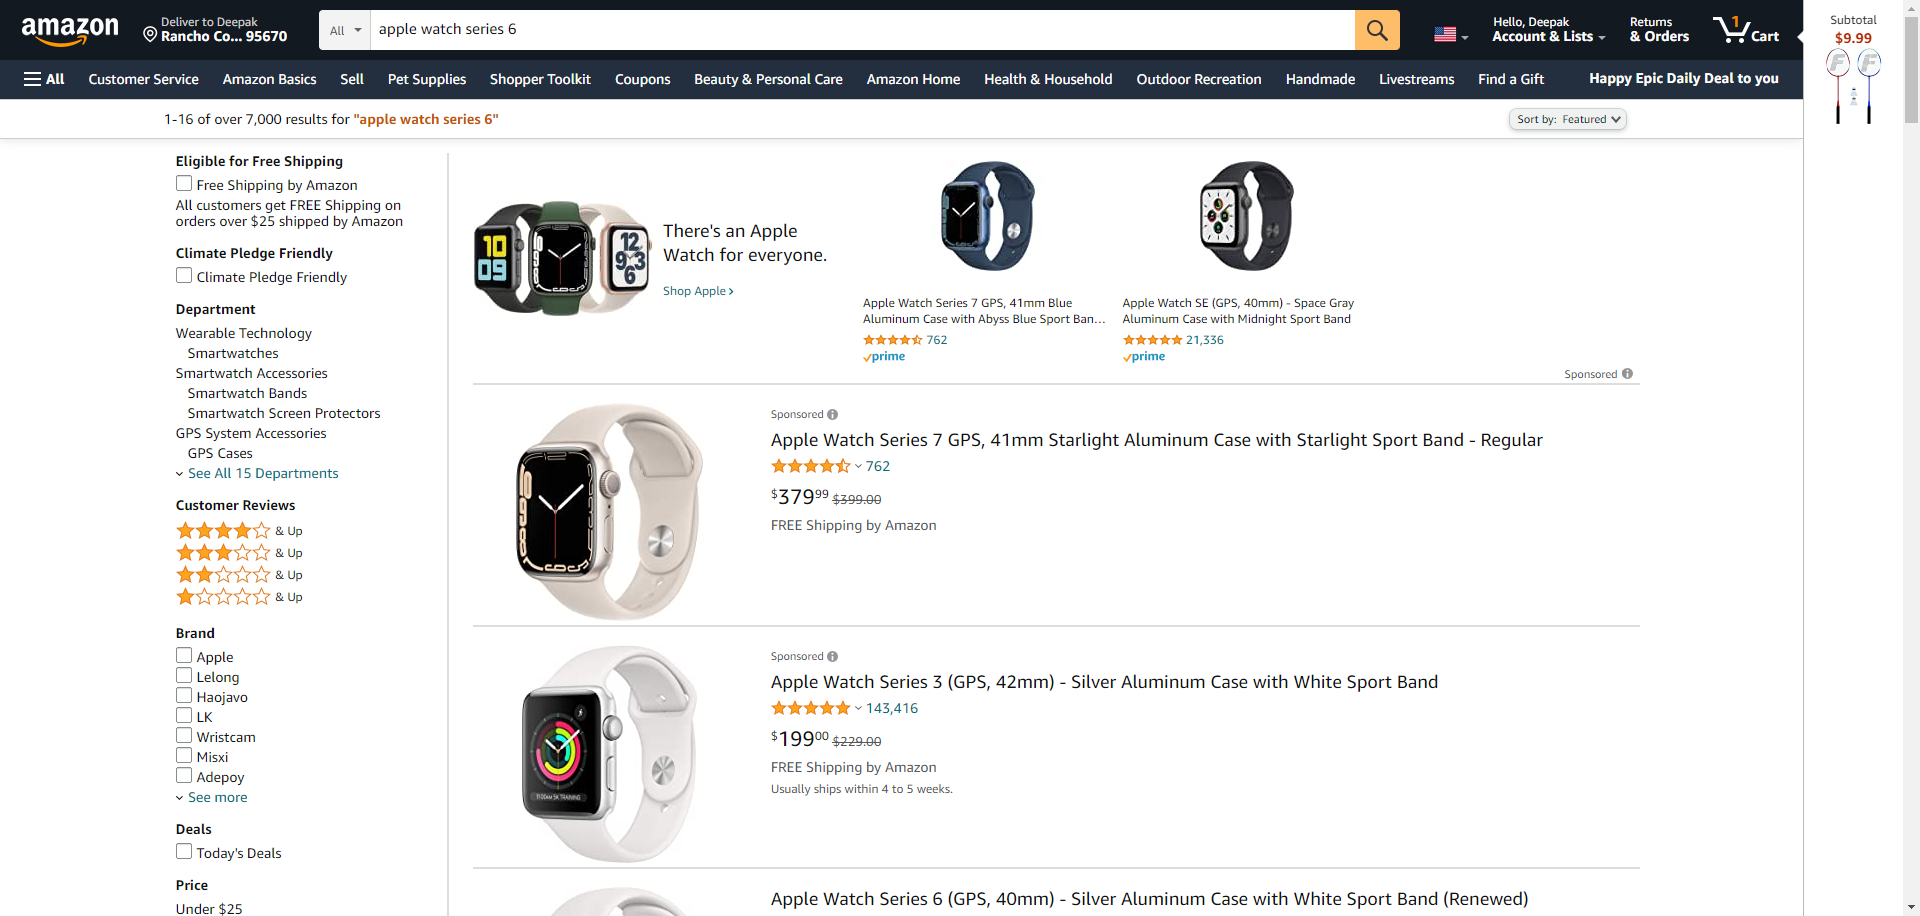 amazon
Deliver to Deepak
Rancho Co... 95670
All
apple watch series 6
Hello, Deepak
Account & Lists
Returns
& Orders
1
Cart
Subtotal
$9.99
All
Customer Service
Amazon Basics
Sell
Pet Supplies
Shopper Toolkit
Coupons
Beauty & Personal Care
Amazon Home
Health & Household
Outdoor Recreation
Handmade
Livestreams
Find a Gift
Happy Epic Daily Deal to you
1-16 of over 7,000 results for "apple watch series 6"
Sort by: Featured
Eligible for Free Shipping
Free Shipping by Amazon
All customers get FREE Shipping on
orders over $25 shipped by Amazon
Climate Pledge Friendly
Climate Pledge Friendly
Department
Wearable Technology
Smartwatches
Smartwatch Accessories
Smartwatch Bands
Smartwatch Screen Protectors
GPS System Accessories
GPS Cases
See All 15 Departments
Customer Reviews
& Up
& Up
& Up
& Up
Brand
Apple
Lelong
Haojavo
LK
Wristcam
Misxi
Adepoy
See more
Deals
Today's Deals
Price
Under $25
10
09
12
9 3
6
There's an Apple
Watch for everyone.
Shop Apple
Apple Watch Series 7 GPS, 41mm Blue
Aluminum Case with Abyss Blue Sport Ban...
762
prime
Apple Watch SE (GPS, 40mm) - Space Gray
Aluminum Case with Midnight Sport Band
21,336
prime
Sponsored
Sponsored
Apple Watch Series 7 GPS, 41mm Starlight Aluminum Case with Starlight Sport Band - Regular
762
$379 99 $399.00
FREE Shipping by Amazon
Sponsored
Apple Watch Series 3 (GPS, 42mm) - Silver Aluminum Case with White Sport Band
143,416
$199 00 $229.00
FREE Shipping by Amazon
Usually ships within 4 to 5 weeks.
Apple Watch Series 6 (GPS, 40mm) - Silver Aluminum Case with White Sport Band (Renewed)